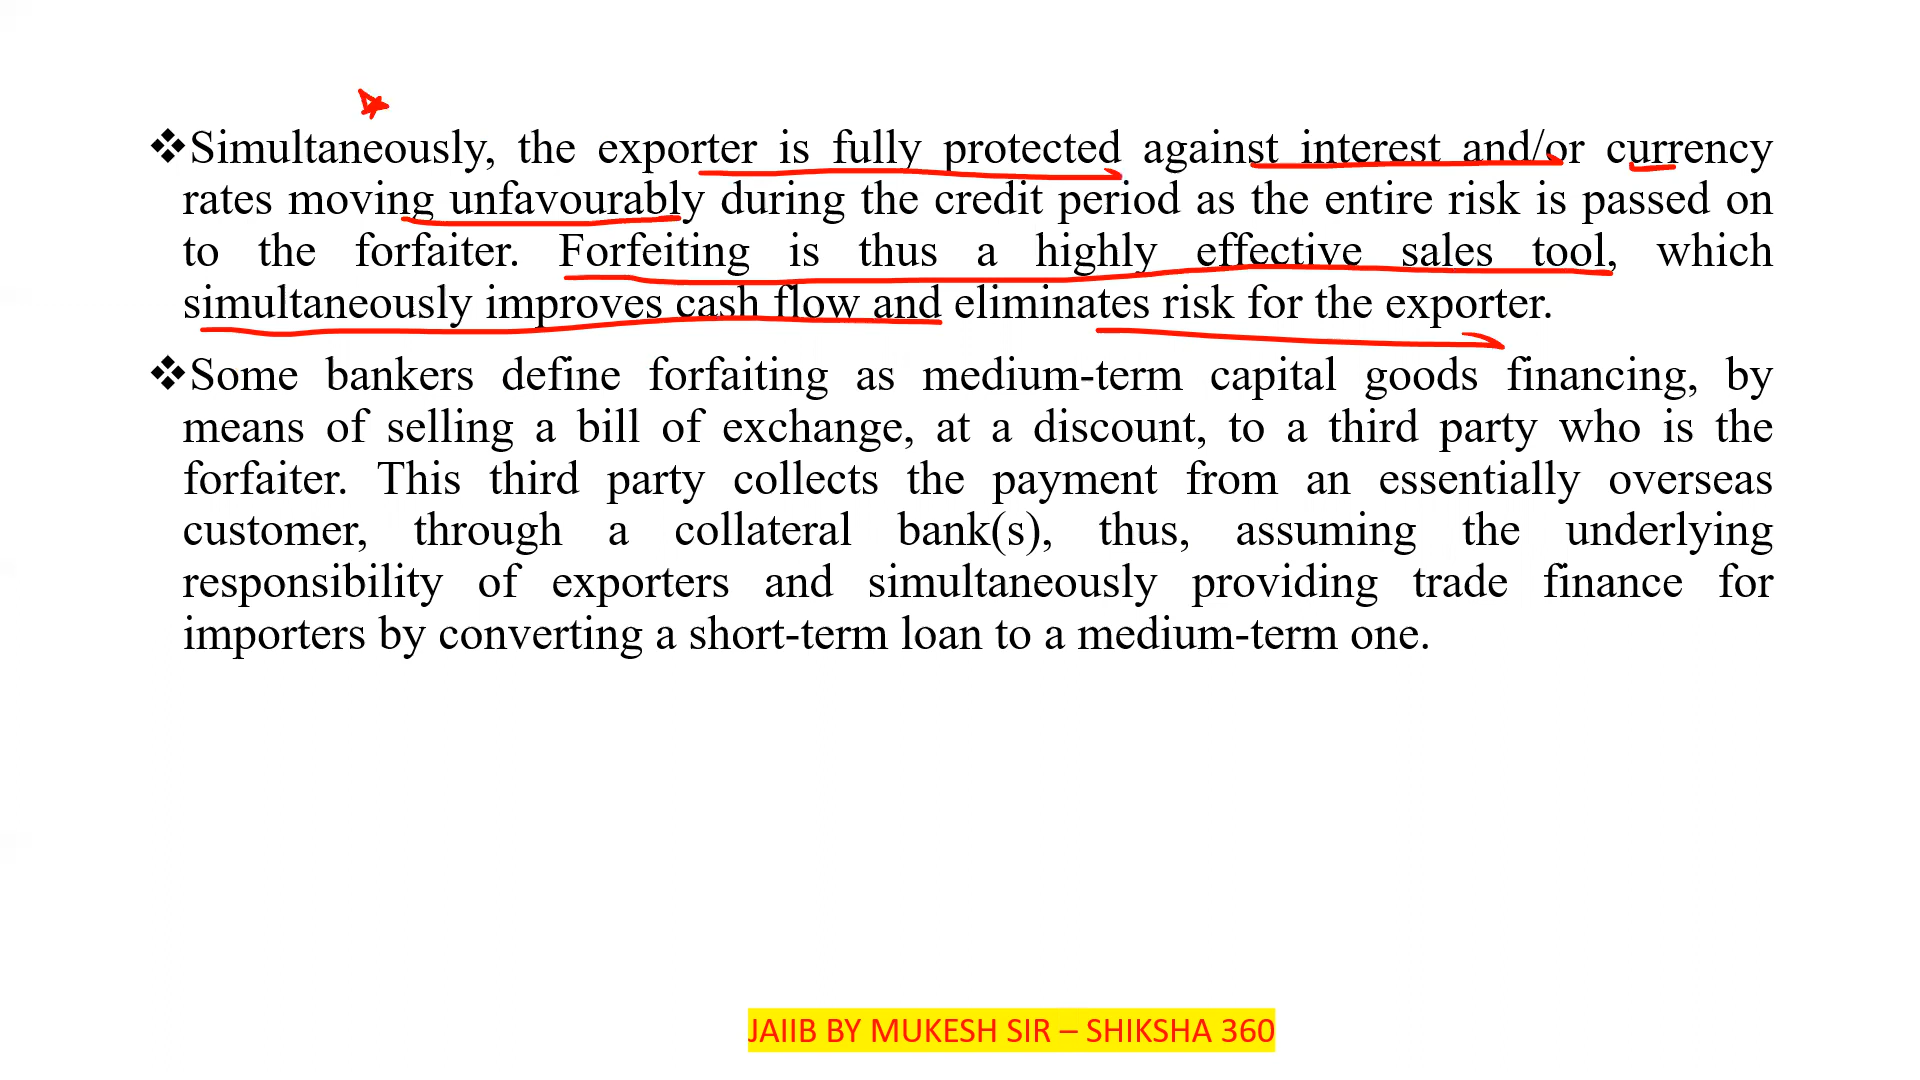 ❖Simultaneously, the exporter is fully protected against interest and/or currency
rates moving unfavourably during the credit period as the entire risk is passed on
to the forfaiter. Forfeiting is thus a highly effective sales tool, which
simultaneously improves cash flow and eliminates risk for the exporter.
❖Some bankers define forfaiting as medium-term capital goods financing, by
means of selling a bill of exchange, at a discount, to a third party who is the
forfaiter. This third party collects the payment from an essentially overseas
customer, through a collateral bank(s), thus, assuming the underlying
responsibility of exporters and simultaneously providing trade finance for
importers by converting a short-term loan to a medium-term one.
JAIIB BY MUKESH SIR – SHIKSHA 360